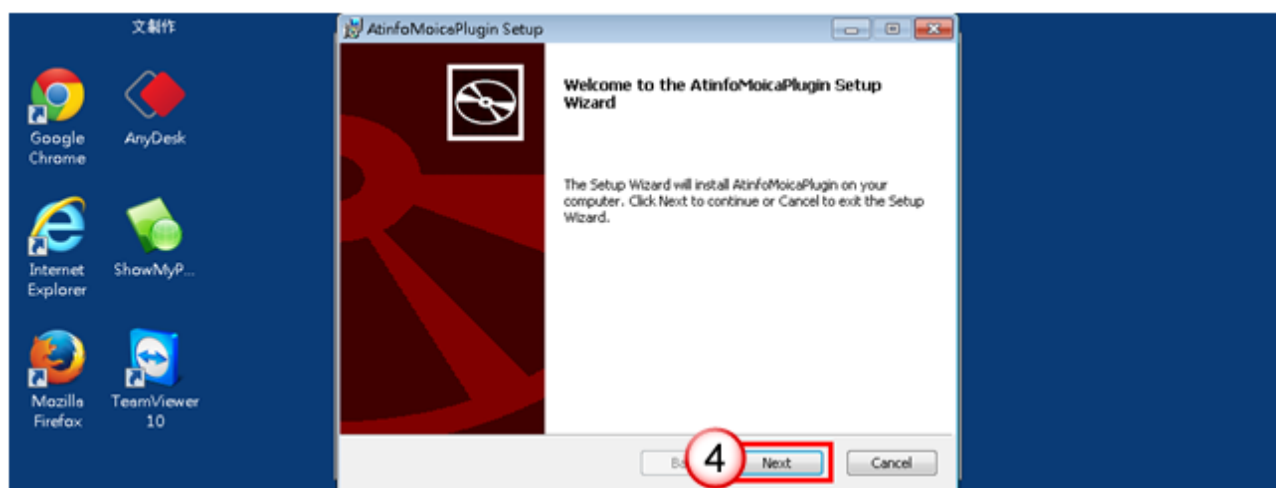 文創作
Google
Chrome
AnyDesk
Internet
Explorer
ShowMyP...
Mozilla
Firefox
TeamViewer
10
AtinfoMoicaPlugin Setup
Welcome to the AtinfoMoicaPlugin Setup
Wizard
The Setup Wizard will install AtinfoMoicaPlugin on your
computer. Click Next to continue or Cancel to exit the Setup
Wizard.
4
Next
Cancel